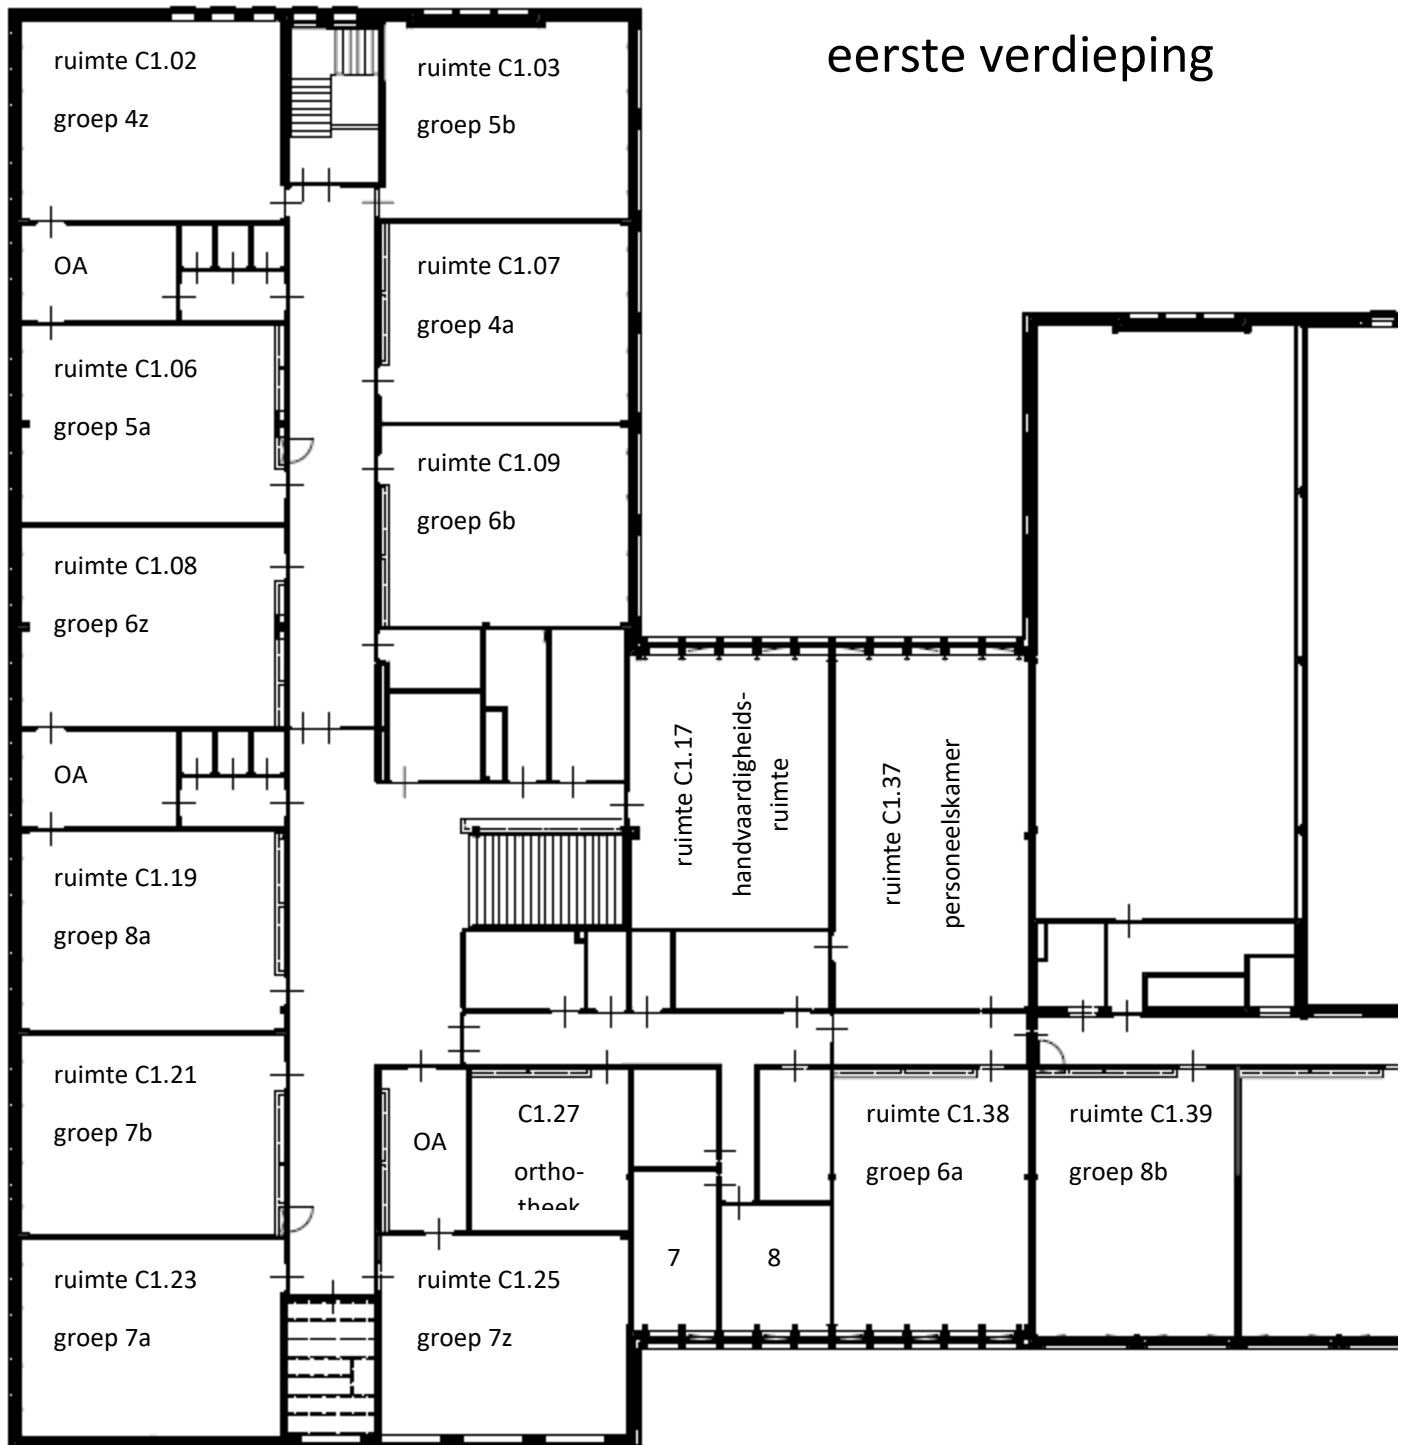 eerste verdieping
ruimte C1.02
groep 4z
ruimte C1.03
groep 5b
OA
ruimte C1.07
groep 4a
ruimte C1.06
groep 5a
ruimte C1.09
groep 6b
ruimte C1.08
groep 6z
OA
ruimte C1.17
handvaardigheids-
ruimte
ruimte C1.37
personeelskamer
ruimte C1.19
groep 8a
ruimte C1.21
groep 7b
OA
C1.27
ortho-
theek
ruimte C1.38
groep 6a
ruimte C1.39
groep 8b
7
8
ruimte C1.23
groep 7a
ruimte C1.25
groep 7z